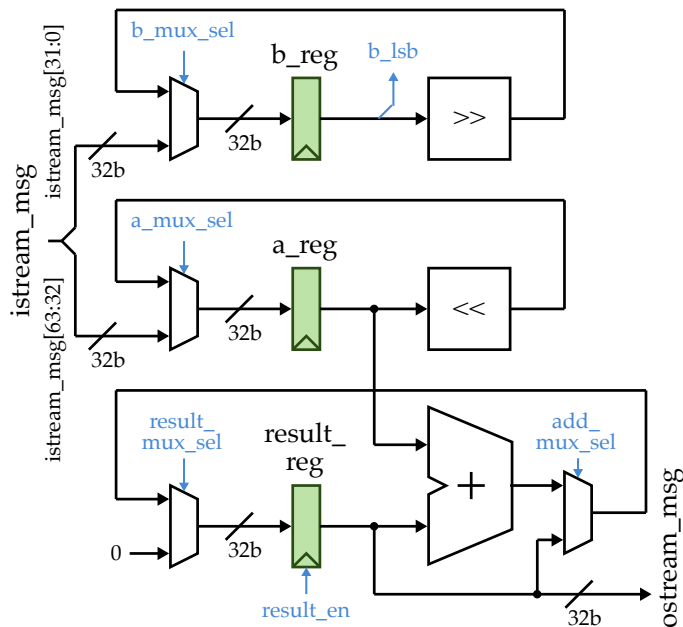 b_mux_sel
b_reg
b_lsb
istream_msg[31:0]
>>
32b
32b
istream_msg
a_mux_sel
a_reg
<<
32b
32b
istream_msg[63:32]
result_
mux_sel
result_
reg
add_
mux_sel
+
0
32b
result_en
32b
ostream_msg